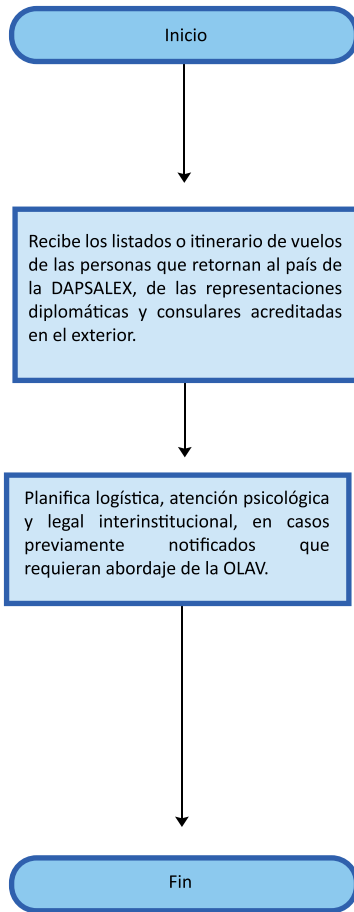 Inicio
Recibe los listados o itinerario de vuelos
de las personas que retornan al país de
la DAPSALEX, de las representaciones
diplomáticas y consulares acreditadas
en el exterior.
Planifica logística, atención psicológica
y legal interinstitucional, en casos
previamente notificados que
requieran abordaje de la OLAV.
Fin